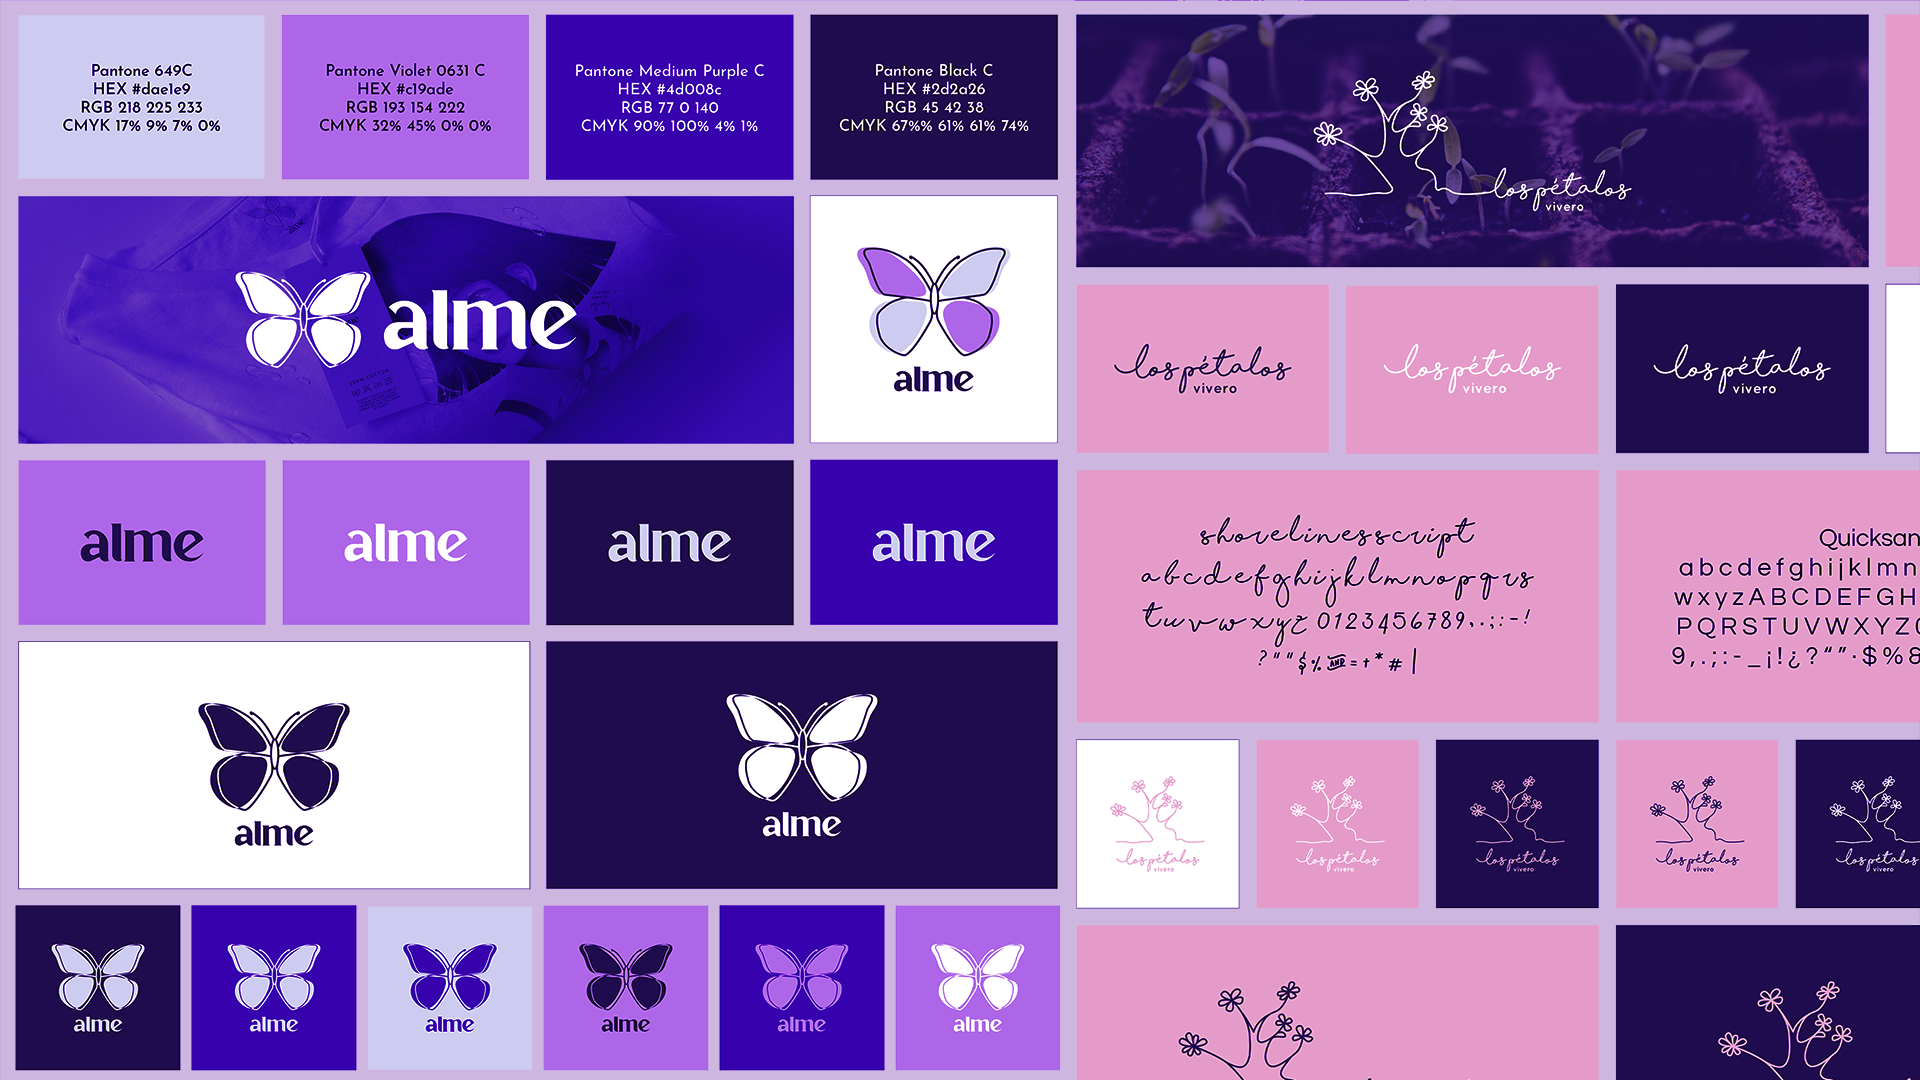 Pantone 649C
HEX #dae1e9
RGB 218 225 233
CMYK 17% 9% 7% 0%
Pantone Violet 0631 C
HEX #c19ade
RGB 193 154 222
CMYK 32% 45% 0% 0%
Pantone Medium Purple C
HEX #4d008c
RGB 77 0 140
CMYK 90% 100% 4% 1%
Pantone Black C
HEX #2d2a26
RGB 45 42 38
CMYK 67%% 61% 61% 74%
alme
alme
alme
alme
alme
alme
alme
alme
alme
alme
alme
alme
alme
alme
los pétalos
vivero
los pétalos
vivero
los pétalos
vivero
los pétalos
vivero
shorelinesscript
abcdefghijklmnopqrs
tuvwxyz 0123456789,.;:-!
?""$%AND=+*#|
Quicksan
abcdefghijklmn
wxyzABCDEFGH
PQRSTUVWXYZ
9,.;:-_¡!¿?“”·$%&
los pétalos
vivero
los pétalos
vivero
los pétalos
vivero
los pétalos
vivero
los pétalos
vivero